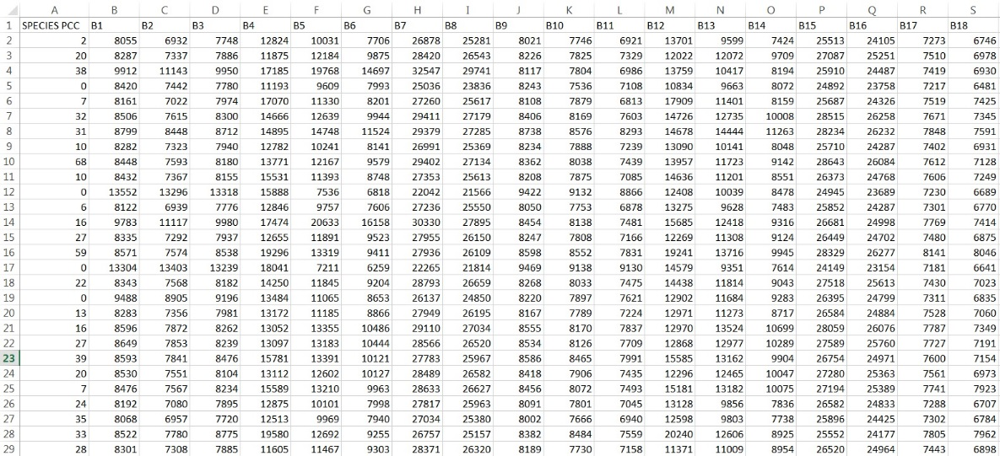 A B C D E F G H I J K L M N O P Q R S
1 SPECIES PCC B1 B2 B3 B4 B5 B6 B7 B8 B9 B10 B11 B12 B13 B14 B15 B16 B17 B18
2 2 8055 6932 7748 12824 10031 7706 26878 25281 8021 7746 6921 13701 9599 7424 25513 24105 7273 6746
3 20 8287 7337 7886 11875 12184 9875 28420 26543 8226 7825 7329 12022 12072 9709 27087 25251 7510 6978
4 38 9912 11143 9950 17185 19768 14697 32547 29741 8117 7804 6986 13759 10417 8194 25910 24487 7419 6930
5 0 8420 7442 7780 11193 9609 7993 25036 23836 8243 7536 7108 10834 9663 8072 24892 23758 7217 6481
6 7 8161 7022 7974 17070 11330 8201 27260 25617 8108 7879 6813 17909 11401 8159 25687 24326 7519 7425
7 32 8506 7615 8300 14666 12639 9944 29411 27179 8406 8169 7603 14726 12735 10008 28515 26258 7671 7345
8 31 8799 8448 8712 14895 14748 11524 29379 27285 8738 8576 8293 14678 14444 11263 28234 26232 7848 7591
9 10 8282 7323 7940 12782 10241 8141 26991 25369 8234 7888 7239 13090 10141 8048 25710 24287 7402 6931
10 68 8448 7593 8180 13771 12167 9579 29402 27134 8362 8038 7439 13957 11723 9142 28643 26084 7612 7128
11 10 8432 7367 8155 15531 11393 8748 27353 25613 8208 7875 7085 14636 11201 8551 26373 24768 7606 7249
12 0 13552 13296 13318 15888 7536 6818 22042 21566 9422 9132 8866 12408 10039 8478 24945 23689 7230 6689
13 6 8122 6939 7776 12846 9757 7606 27236 25550 8050 7753 6878 13275 9628 7483 25852 24287 7301 6770
14 16 9783 11117 9980 17474 20633 16158 30330 27895 8454 8138 7481 15685 12418 9316 26681 24998 7769 7414
15 27 8335 7292 7937 12655 11891 9523 27955 26150 8247 7808 7166 12269 11308 9124 26449 24702 7480 6875
16 59 8571 7574 8538 19296 13319 9411 27936 26109 8598 8552 7831 19241 13716 9945 28329 26277 8141 8046
17 0 13304 13403 13239 18041 7211 6259 22265 21814 9469 9138 9130 14579 9351 7614 24149 23154 7181 6641
18 22 8343 7568 8182 14250 11845 9204 28793 26659 8268 8033 7475 14438 11814 9043 27518 25613 7430 7023
19 0 9488 8905 9196 13484 11065 8653 26137 24850 8220 7897 7621 12902 11684 9283 26395 24799 7311 6835
20 13 8283 7356 7981 13172 11185 8866 27949 26195 8167 7789 7224 12971 11273 8717 26584 24884 7528 7060
21 16 8596 7872 8262 13052 13355 10486 29110 27034 8555 8170 7837 12970 13524 10699 28059 26076 7787 7349
22 27 8649 7853 8239 13097 13183 10444 28566 26520 8534 8126 7709 12868 12977 10289 27589 25760 7727 7191
23 39 8593 7841 8476 15781 13391 10121 27783 25967 8586 8465 7991 15585 13162 9904 26754 24971 7600 7154
24 20 8530 7551 8104 13112 12602 10127 28489 26582 8418 7906 7435 12296 12465 10047 27280 25363 7561 6973
25 7 8476 7567 8234 15589 13210 9963 28633 26627 8456 8072 7493 15181 13182 10075 27194 25389 7741 7923
26 24 8192 7080 7895 12875 10101 7998 27817 25963 8091 7801 7045 13128 9856 7836 26582 24833 7288 6707
27 35 8068 6957 7720 12513 9969 7940 27034 25380 8002 7666 6940 12598 9803 7738 25896 24425 7302 6784
28 33 8522 7780 8775 19580 12692 9255 26757 25157 8382 8484 7559 20240 12606 8925 25552 24177 7805 7962
29 28 8301 7308 7885 11605 11467 9303 28371 26320 8189 7730 7158 11371 11009 8954 26520 24964 7443 6898